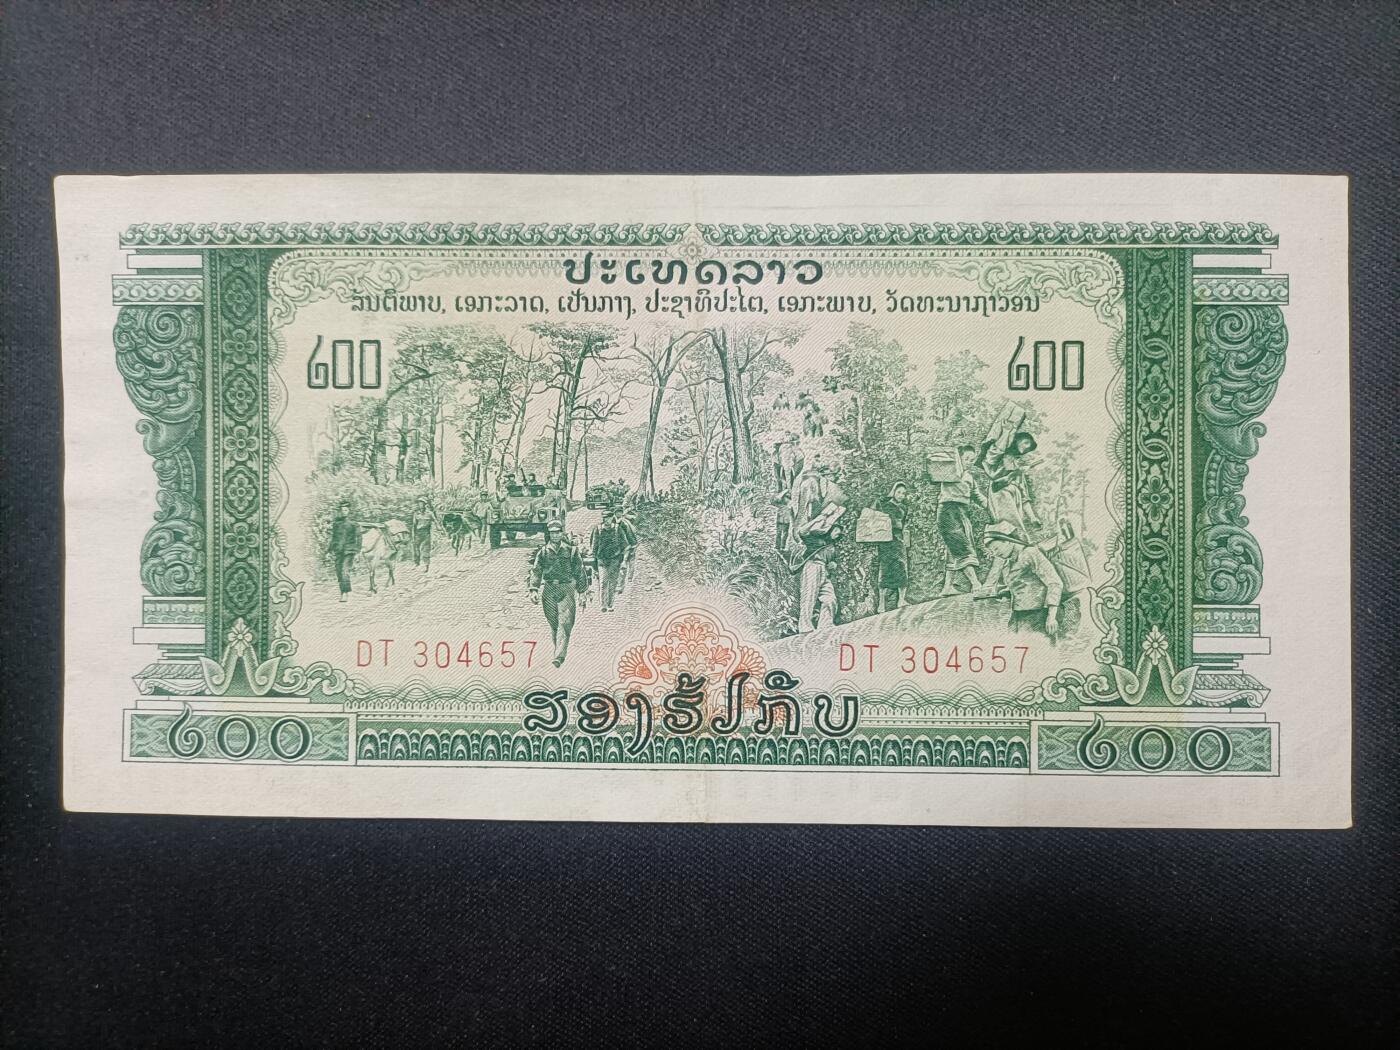 ປະເທດລາວ
ສັນຕິພາບ, ເອກະລາດ, ເປັນກາງ, ປະຊາທິປະໄຕ, ເອກະພາບ, ວັດທະນາຖາວອນ
໒໐໐ ໒໐໐
DT 304657 DT 304657
ສອງຮ້ອຍກີບ
໒໐໐ ໒໐໐